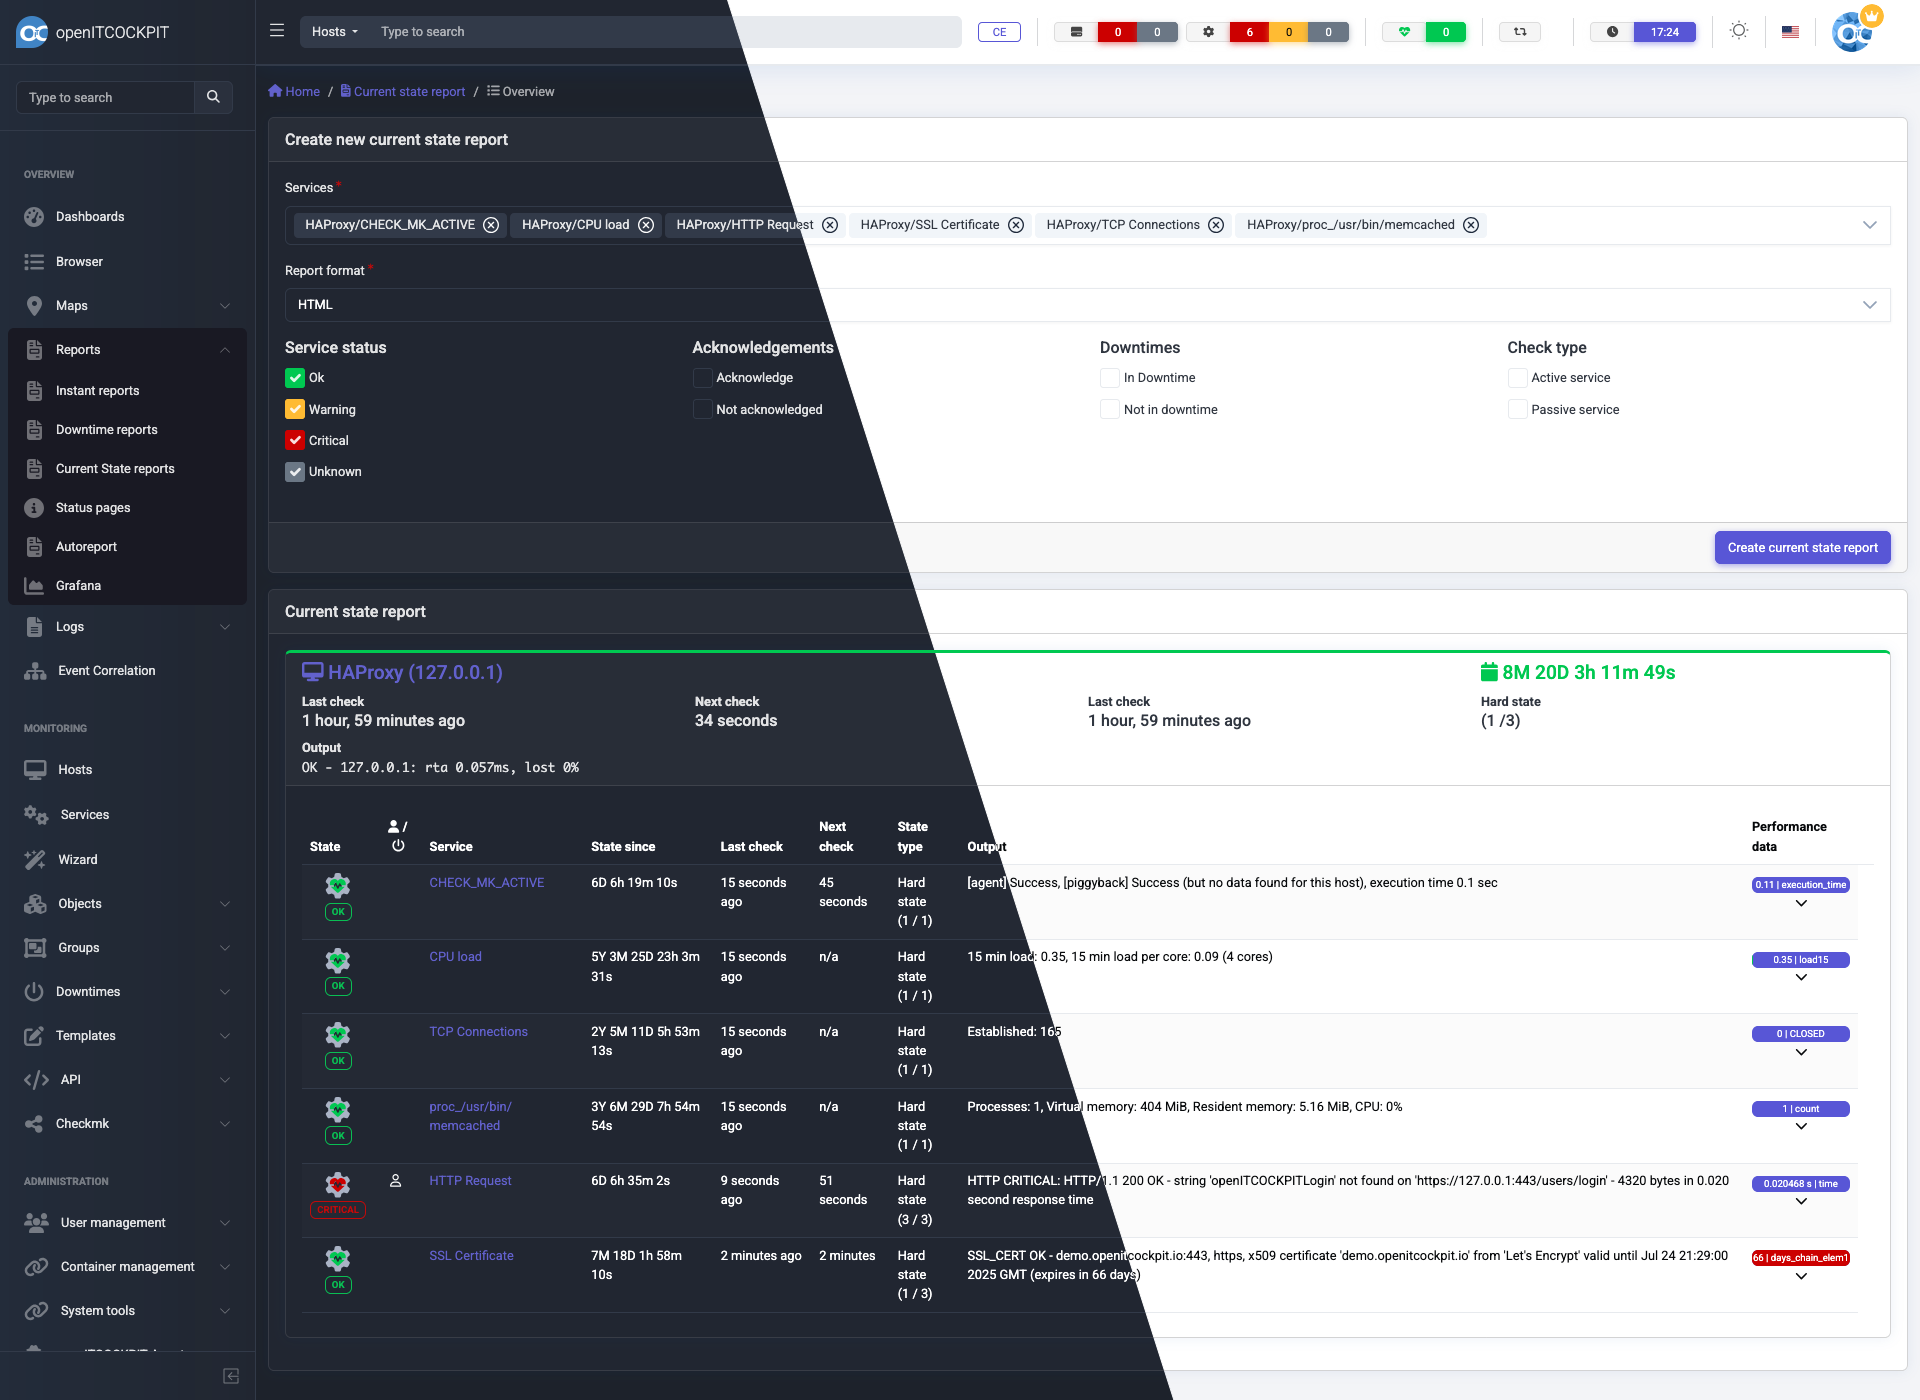 openITCOCKPIT
Hosts
Type to search
CE
0
0
6
0
0
0
17:24
Type to search
Home / Current state report / Overview
OVERVIEW
Dashboards
Browser
Maps
Reports
Instant reports
Downtime reports
Current State reports
Status pages
Autoreport
Grafana
Logs
Event Correlation
MONITORING
Hosts
Services
Wizard
Objects
Groups
Downtimes
Templates
API
Checkmk
ADMINISTRATION
User management
Container management
System tools
Create new current state report
Services *
HAProxy/CHECK_MK_ACTIVE
HAProxy/CPU load
HAProxy/HTTP Request
HAProxy/SSL Certificate
HAProxy/TCP Connections
HAProxy/proc_/usr/bin/memcached
Report format *
HTML
Service status
Ok
Warning
Critical
Unknown
Acknowledgements
Acknowledge
Not acknowledged
Downtimes
In Downtime
Not in downtime
Check type
Active service
Passive service
Create current state report
Current state report
HAProxy (127.0.0.1)
8M 20D 3h 11m 49s
Last check
1 hour, 59 minutes ago
Next check
34 seconds
Last check
1 hour, 59 minutes ago
Hard state
(1 /3)
Output
OK - 127.0.0.1: rta 0.057ms, lost 0%
State
/
Service
State since
Last check
Next
check
State
type
Output
Performance
data
OK
CHECK_MK_ACTIVE
6D 6h 19m 10s
15 seconds
ago
45
seconds
Hard
state
(1 / 1)
[agent] Success, [piggyback] Success (but no data found for this host), execution time 0.1 sec
0.11 | execution_time
OK
CPU load
5Y 3M 25D 23h 3m
31s
15 seconds
ago
n/a
Hard
state
(1 / 1)
15 min load: 0.35, 15 min load per core: 0.09 (4 cores)
0.35 | load15
OK
TCP Connections
2Y 5M 11D 5h 53m
13s
15 seconds
ago
n/a
Hard
state
(1 / 1)
Established: 165
0 | CLOSED
OK
proc_/usr/bin/
memcached
3Y 6M 29D 7h 54m
54s
15 seconds
ago
n/a
Hard
state
(1 / 1)
Processes: 1, Virtual memory: 404 MiB, Resident memory: 5.16 MiB, CPU: 0%
1 | count
CRITICAL
HTTP Request
6D 6h 35m 2s
9 seconds
ago
51
seconds
Hard
state
(3 / 3)
HTTP CRITICAL: HTTP/1.1 200 OK - string 'openITCOCKPITLogin' not found on 'https://127.0.0.1:443/users/login' - 4320 bytes in 0.020
second response time
0.020468 s | time
OK
SSL Certificate
7M 18D 1h 58m
10s
2 minutes ago
2 minutes
Hard
state
(1 / 3)
SSL_CERT OK - demo.openitcockpit.io:443, https, x509 certificate 'demo.openitcockpit.io' from 'Let's Encrypt' valid until Jul 24 21:29:00
2025 GMT (expires in 66 days)
66 | days_chain_elem1